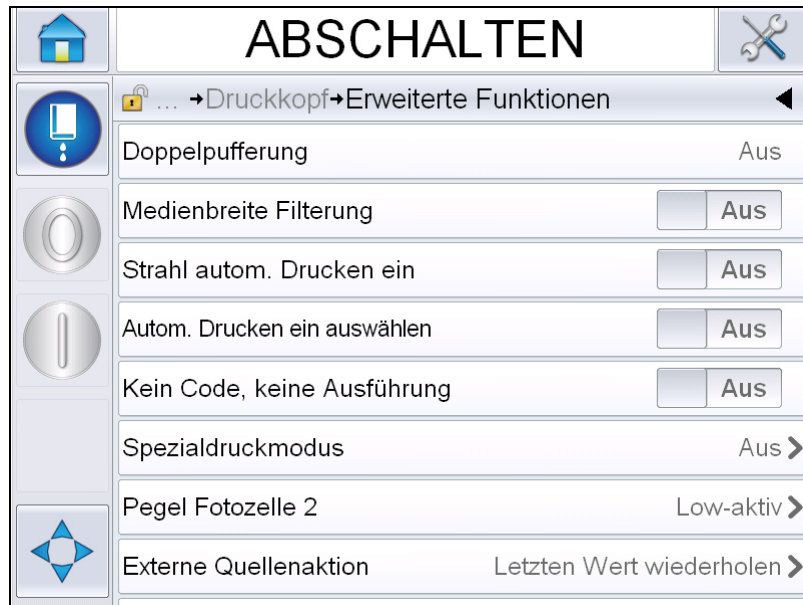 ABSCHALTEN
... →Druckkopf→Erweiterte Funktionen
Doppelpufferung Aus
Medienbreite Filterung Aus
Strahl autom. Drucken ein Aus
Autom. Drucken ein auswählen Aus
Kein Code, keine Ausführung Aus
Spezialdruckmodus Aus
Pegel Fotozelle 2 Low-aktiv
Externe Quellenaktion Letzten Wert wiederholen